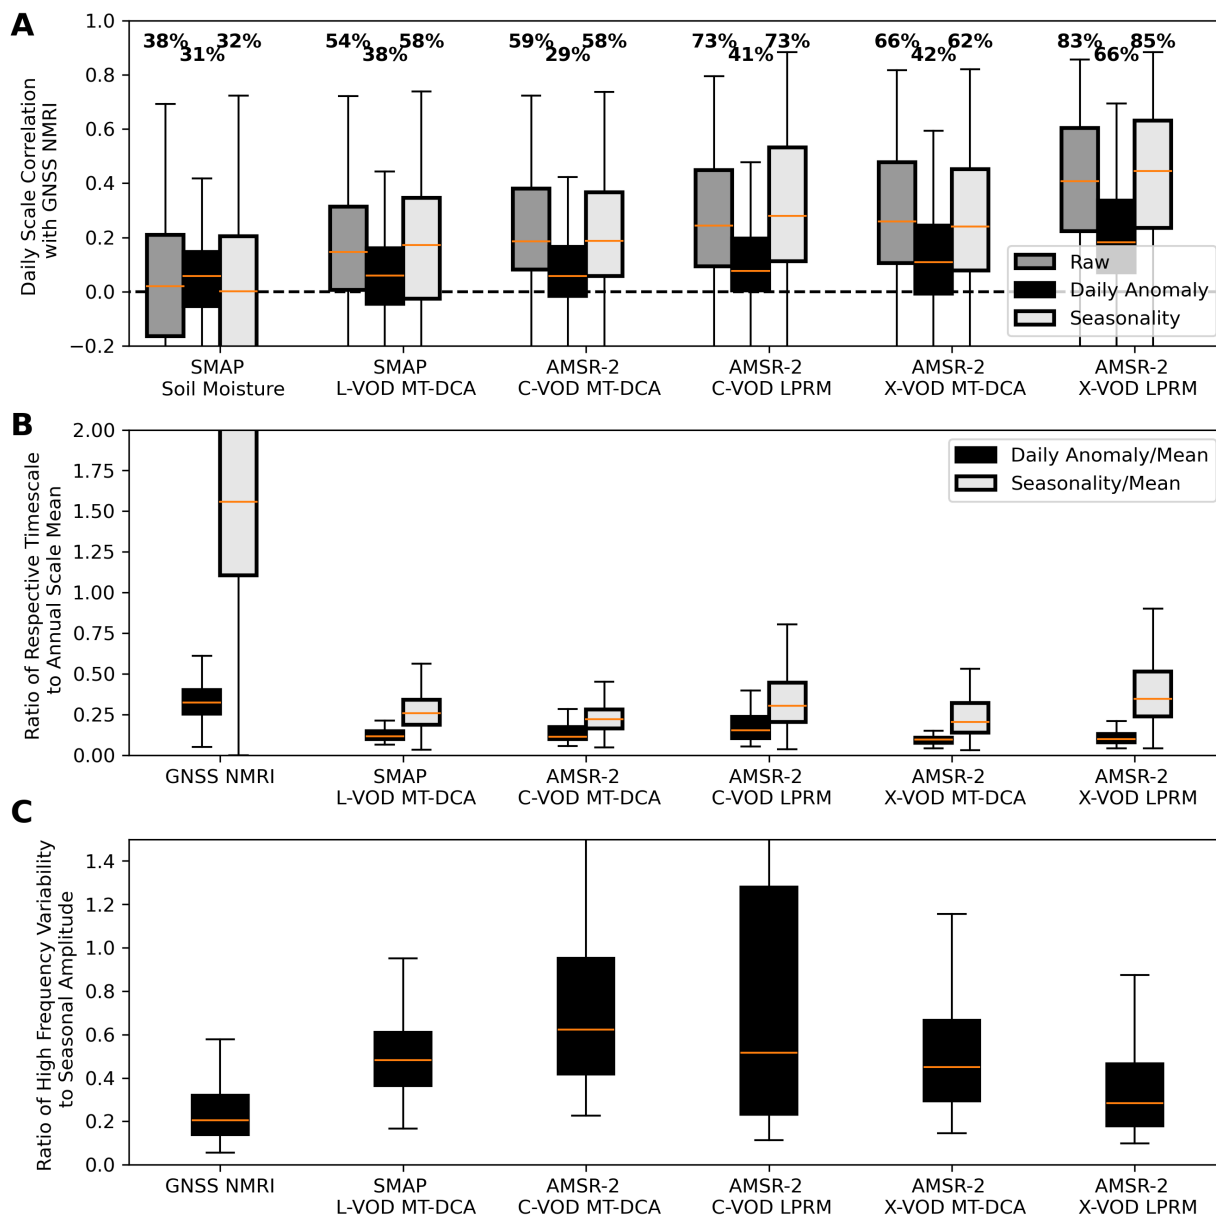 A
Daily Scale Correlation
with GNSS NMRI
1.0
0.8
0.6
0.4
0.2
0.0
−0.2
38% 31% 32%
54% 38% 58%
59% 29% 58%
73% 41% 73%
66% 42% 62%
83% 66% 85%
Raw
Daily Anomaly
Seasonality
SMAP
Soil Moisture
SMAP
L-VOD MT-DCA
AMSR-2
C-VOD MT-DCA
AMSR-2
C-VOD LPRM
AMSR-2
X-VOD MT-DCA
AMSR-2
X-VOD LPRM
B
Ratio of Respective Timescale
to Annual Scale Mean
2.00
1.75
1.50
1.25
1.00
0.75
0.50
0.25
0.00
Daily Anomaly/Mean
Seasonality/Mean
GNSS NMRI
SMAP
L-VOD MT-DCA
AMSR-2
C-VOD MT-DCA
AMSR-2
C-VOD LPRM
AMSR-2
X-VOD MT-DCA
AMSR-2
X-VOD LPRM
C
Ratio of High Frequency Variability
to Seasonal Amplitude
1.4
1.2
1.0
0.8
0.6
0.4
0.2
0.0
GNSS NMRI
SMAP
L-VOD MT-DCA
AMSR-2
C-VOD MT-DCA
AMSR-2
C-VOD LPRM
AMSR-2
X-VOD MT-DCA
AMSR-2
X-VOD LPRM